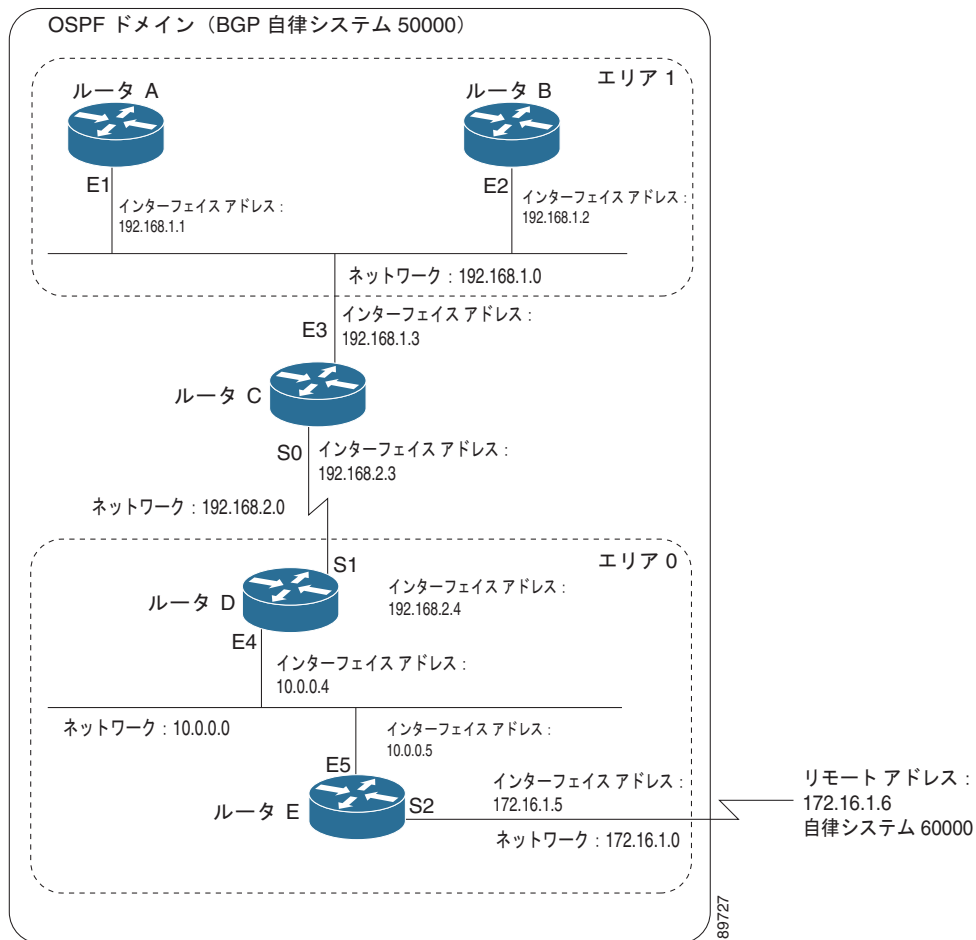 OSPF ドメイン（BGP 自律システム 50000）
エリア 1
ルータ A
ルータ B
E1
インターフェイス アドレス：
192.168.1.1
E2
インターフェイス アドレス：
192.168.1.2
ネットワーク：192.168.1.0
E3
インターフェイス アドレス：
192.168.1.3
ルータ C
S0
インターフェイス アドレス：
192.168.2.3
ネットワーク：192.168.2.0
エリア 0
S1
ルータ D
インターフェイス アドレス：
192.168.2.4
E4
インターフェイス アドレス：
10.0.0.4
ネットワーク：10.0.0.0
インターフェイス アドレス：
10.0.0.5
E5
ルータ E
S2
インターフェイス アドレス：
172.16.1.5
ネットワーク：172.16.1.0
リモート アドレス：
172.16.1.6
自律システム 60000
89727